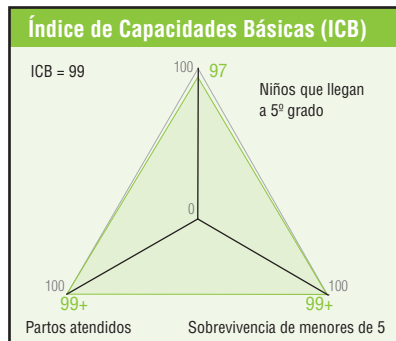 Índice de Capacidades Básicas (ICB)
ICB = 99
100
97
Niños que llegan
a 5º grado
0
100
100
99+
99+
Partos atendidos
Sobrevivencia de menores de 5